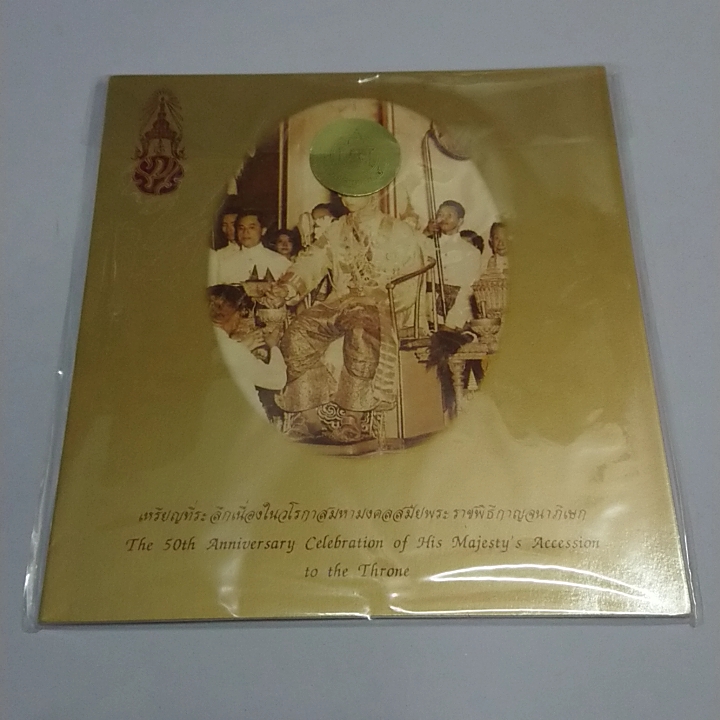 เหรียญที่ระลึกเนื่องในวโรกาสมหามงคลสมัยพระราชพิธีกาญจนาภิเษก
The 50th Anniversary Celebration of His Majesty's Accession
to the Throne